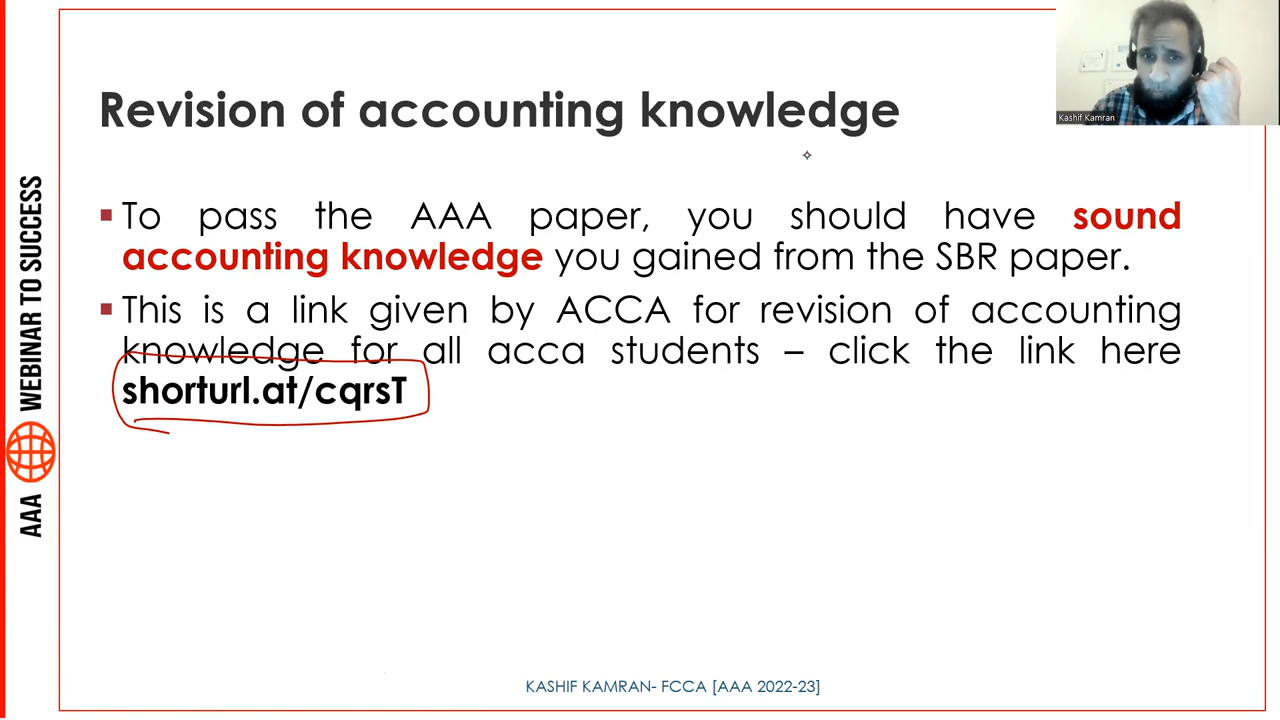 Revision of accounting knowledge
Kashif Kamran
To pass the AAA paper, you should have sound
accounting knowledge you gained from the SBR paper.
This is a link given by ACCA for revision of accounting
knowledge for all acca students – click the link here
shorturl.at/cqrsT
AAA WEBINAR TO SUCCESS
KASHIF KAMRAN- FCCA [AAA 2022-23]